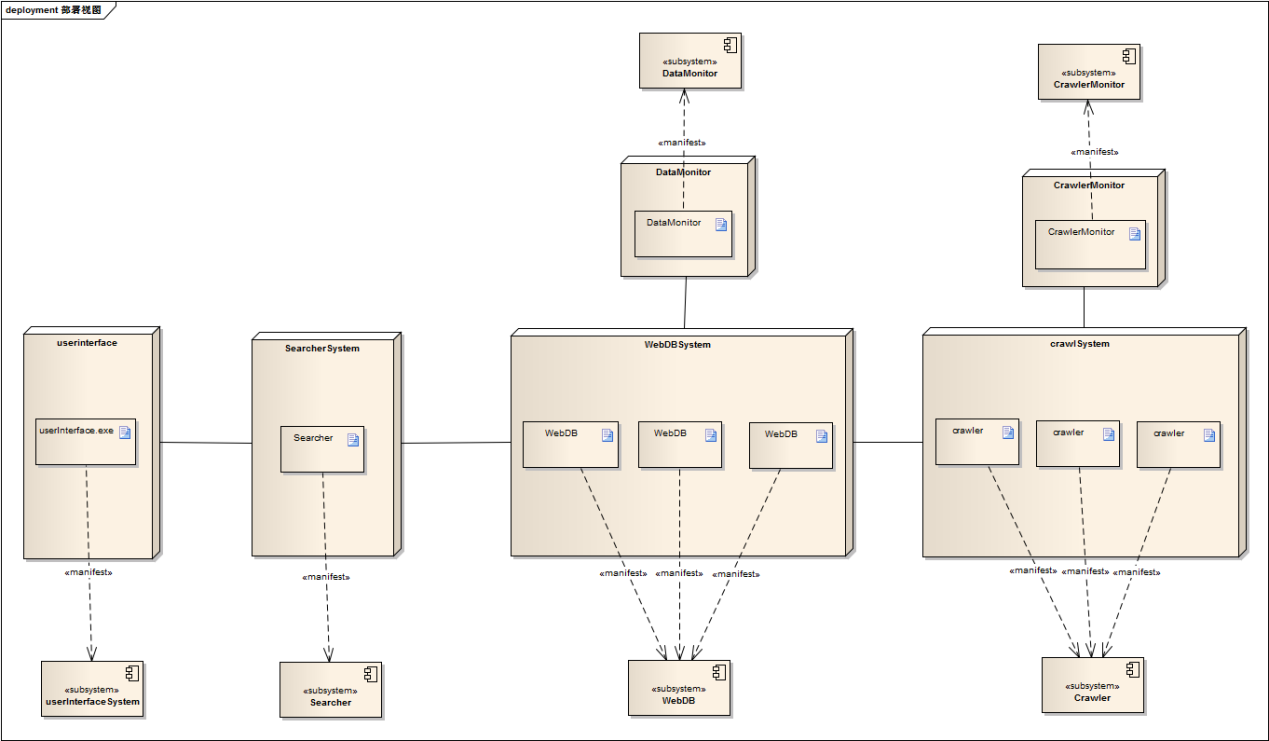 deployment 部署视图
«subsystem»
DataMonitor
«subsystem»
CrawlerMonitor
«manifest»
«manifest»
DataMonitor
DataMonitor
CrawlerMonitor
CrawlerMonitor
userinterface
userInterface.exe
SearcherSystem
Searcher
WebDBSystem
WebDB
WebDB
WebDB
crawlSystem
crawler
crawler
crawler
«manifest»
«manifest»
«manifest»
«manifest»
«manifest»
«manifest»
«manifest»
«manifest»
«subsystem»
userInterfaceSystem
«subsystem»
Searcher
«subsystem»
WebDB
«subsystem»
Crawler